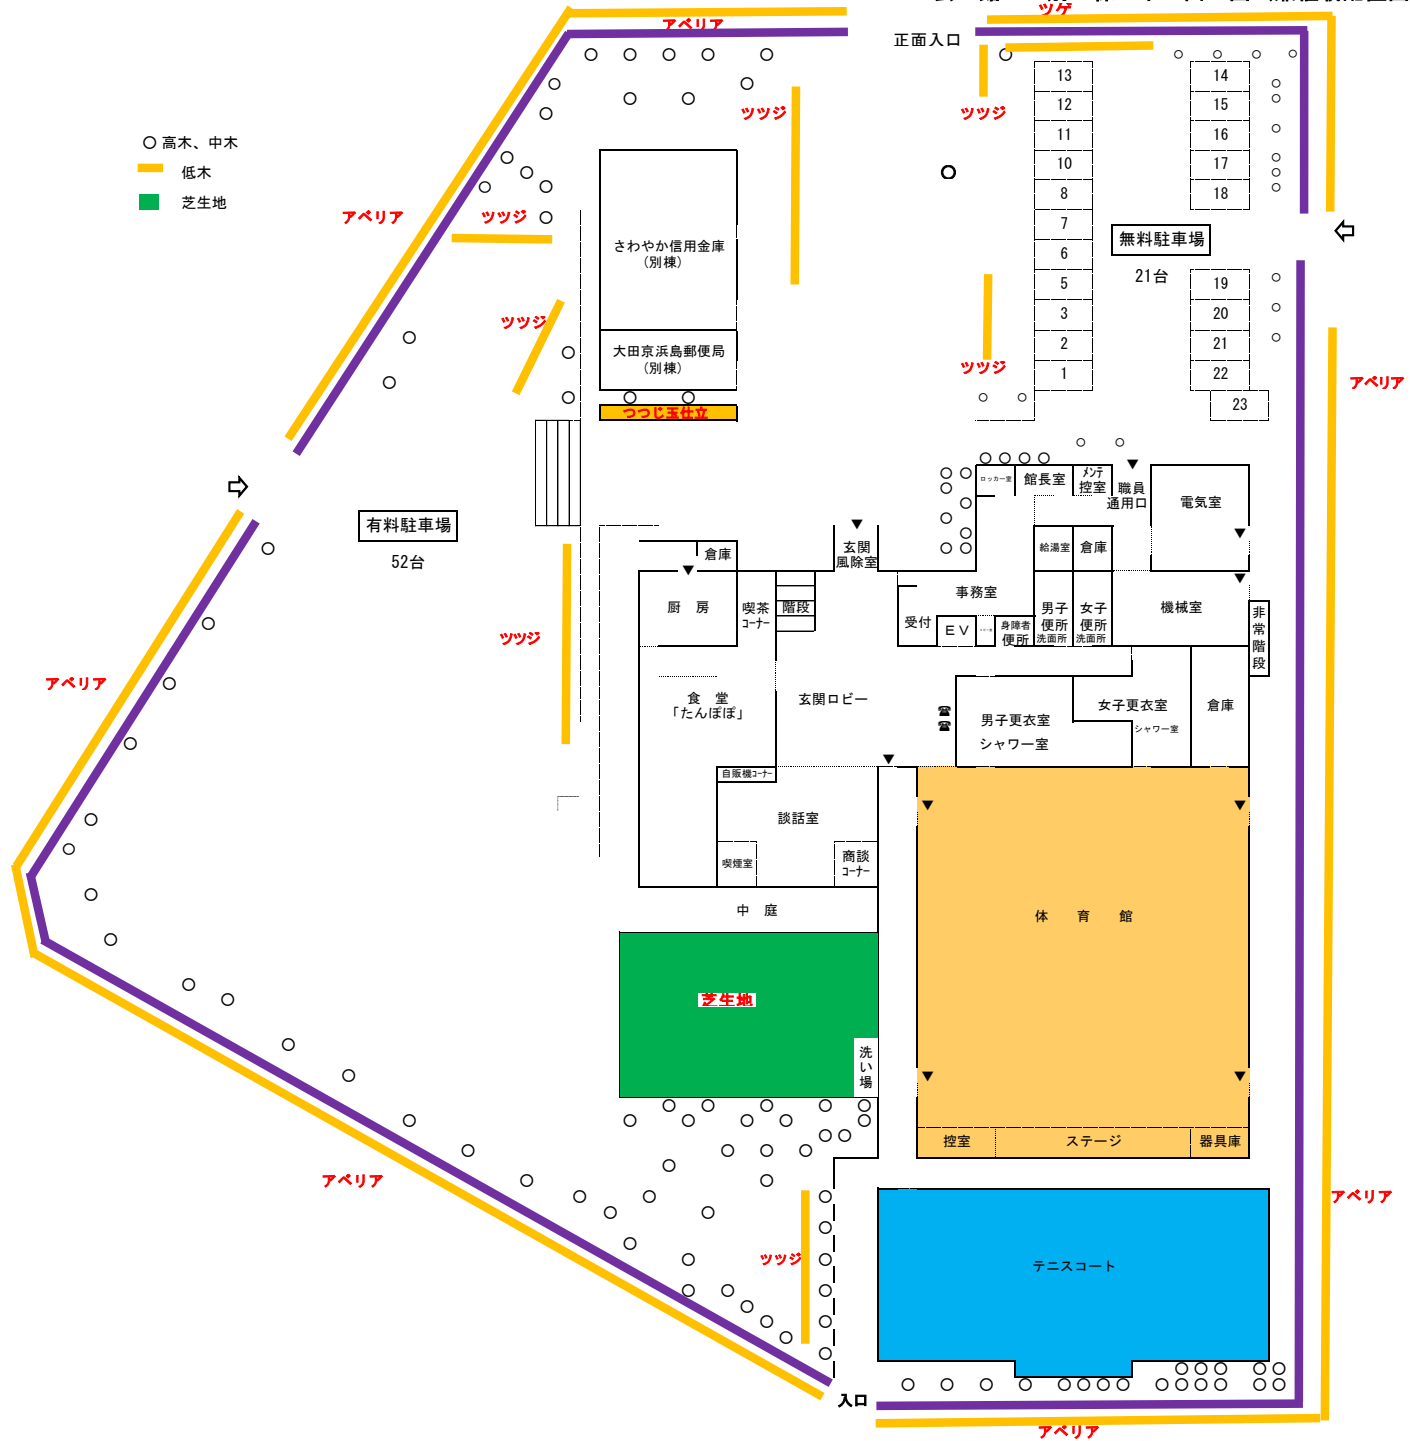 ツゲ
アベリア
正面入口
13
14
12
15
ツツジ
ツツジ
11
16
高木、中木
10
17
低木
8
18
芝生地
アベリア
ツツジ
7
無料駐車場
さわやか信用金庫
(別棟)
6
21台
5
19
3
20
ツツジ
2
21
大田京浜島郵便局
(別棟)
ツツジ
1
22
アベリア
23
つつじ玉仕立
ロッカー室
館長室
メンテ
控室
職員
通用口
電気室
有料駐車場
52台
倉庫
玄関
風除室
給湯室
倉庫
厨 房
喫茶
コーナー
階段
事務室
受付
EV
身障者
便所
男子
便所
洗面所
女子
便所
洗面所
機械室
非常階段
ツツジ
アベリア
食 堂
「たんぽぽ」
玄関ロビー
☎
☎
男子更衣室
シャワー室
女子更衣室
シャワー室
倉庫
自販機コーナー
談話室
喫煙室
商談
コーナー
中 庭
体 育 館
芝生地
洗い場
控室
ステージ
器具庫
アベリア
アベリア
ツツジ
テニスコート
入口
アベリア